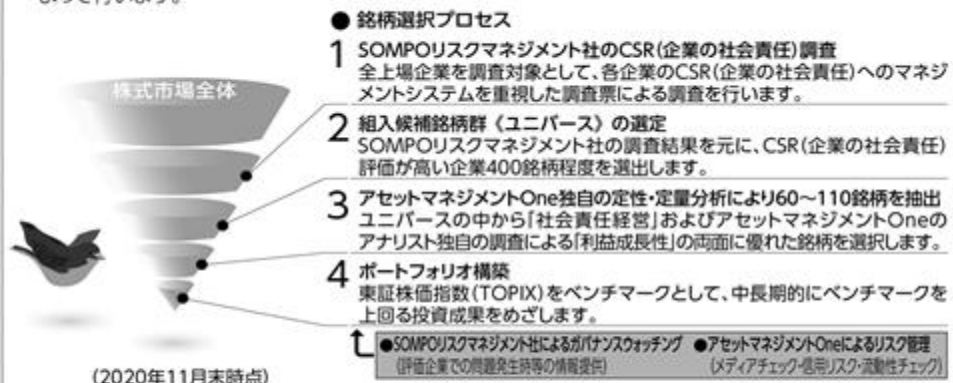 まって行います。
●銘柄選択プロセス
株式市場全体
1 SOMPOリスクマネジメント社のCSR(企業の社会責任)調査
全上場企業を調査対象として、各企業のCSR(企業の社会責任)へのマネジ
メントシステムを重視した調査票による調査を行います。
2 組入候補銘柄群《ユニバース》の選定
SOMPOリスクマネジメント社の調査結果を元に、CSR(企業の社会責任)
評価が高い企業400銘柄程度を選出します。
3 アセットマネジメントOne独自の定性・定量分析により60～110銘柄を抽出
ユニバースの中から「社会責任経営」およびアセットマネジメントOneの
アナリスト独自の調査による「利益成長性」の両面に優れた銘柄を選択します。
4 ポートフォリオ構築
東証株価指数(TOPIX)をベンチマークとして、中長期的にベンチマークを
上回る投資成果をめざします。
●SOMPOリスクマネジメント社によるガバナンスウォッチング ●アセットマネジメントOneによるリスク管理
(評価企業での問題発生時等の情報提供) (メディアチェック・信用リスク・流動性チェック)
(2020年11月末時点)